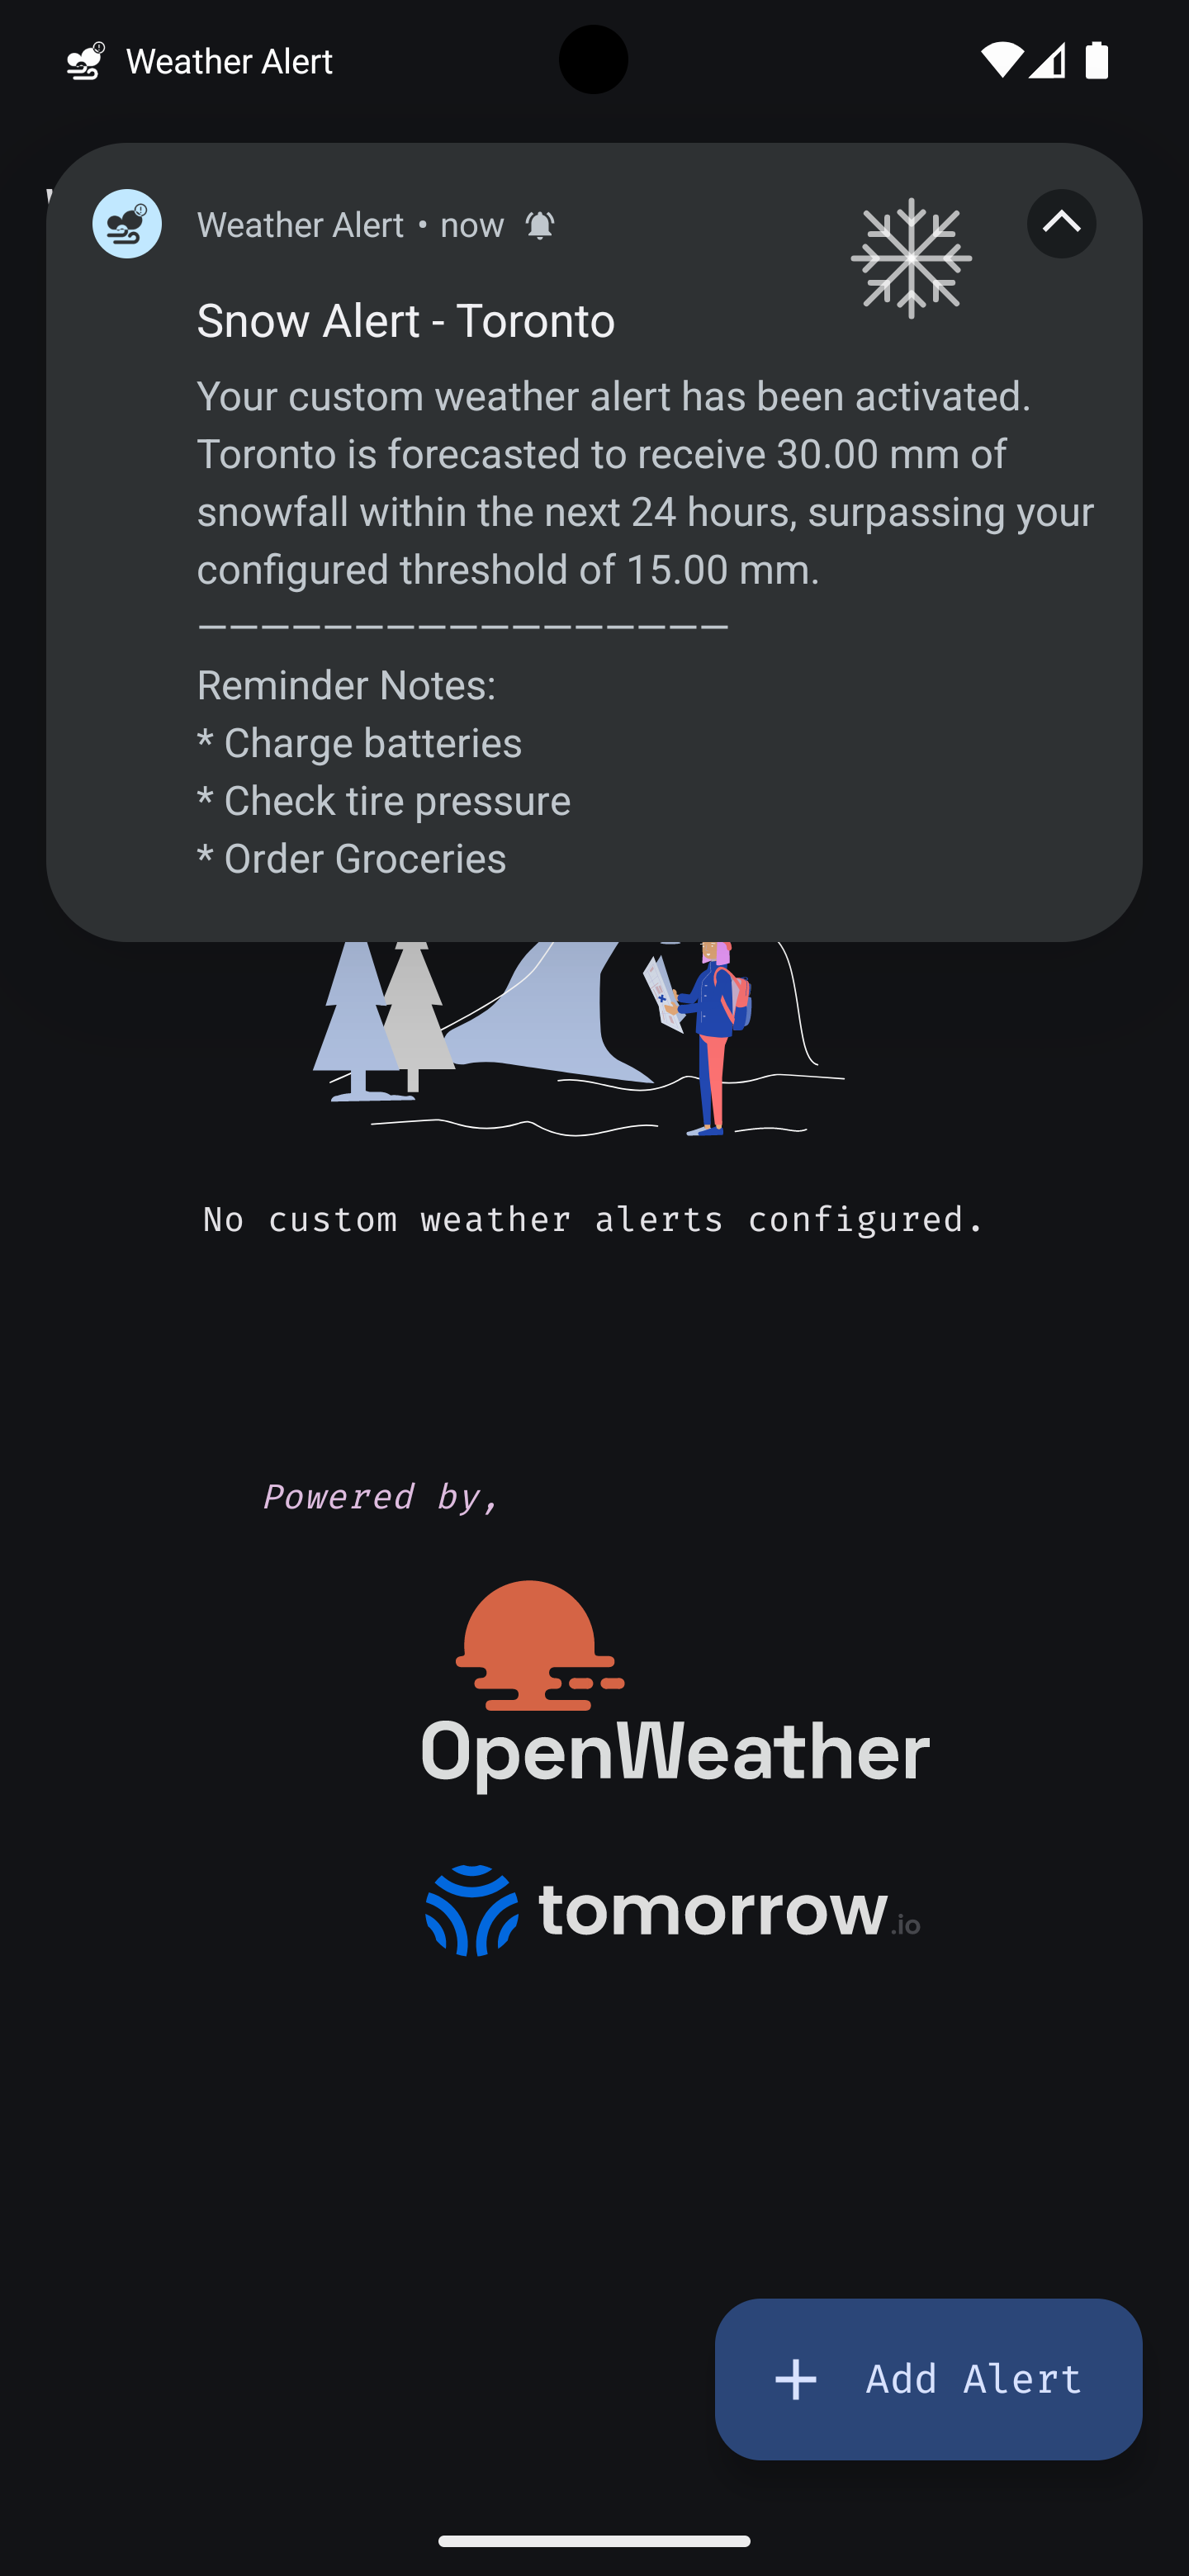 Weather Alert
Weather Alert • now
Snow Alert - Toronto
Your custom weather alert has been activated.
Toronto is forecasted to receive 30.00 mm of
snowfall within the next 24 hours, surpassing your
configured threshold of 15.00 mm.
—————————————————
Reminder Notes:
* Charge batteries
* Check tire pressure
* Order Groceries
No custom weather alerts configured.
Powered by,
OpenWeather
tomorrow.io
+ Add Alert